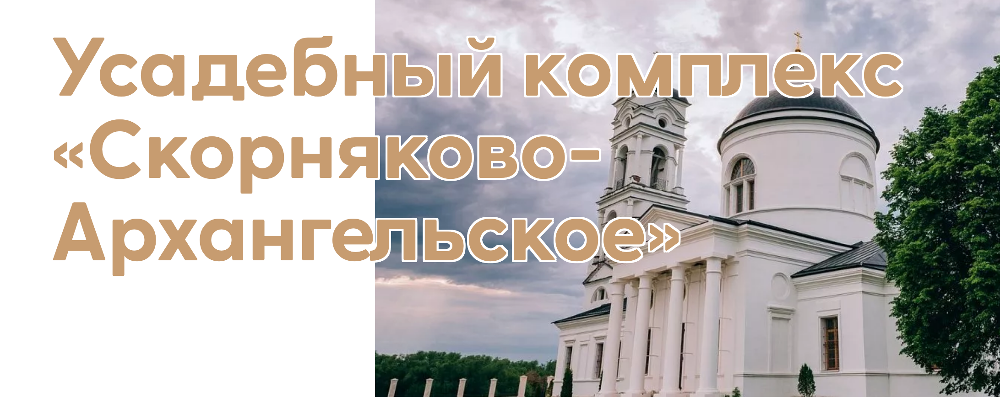 Усадебный комплекс
«Скорняково-
Архангельское»